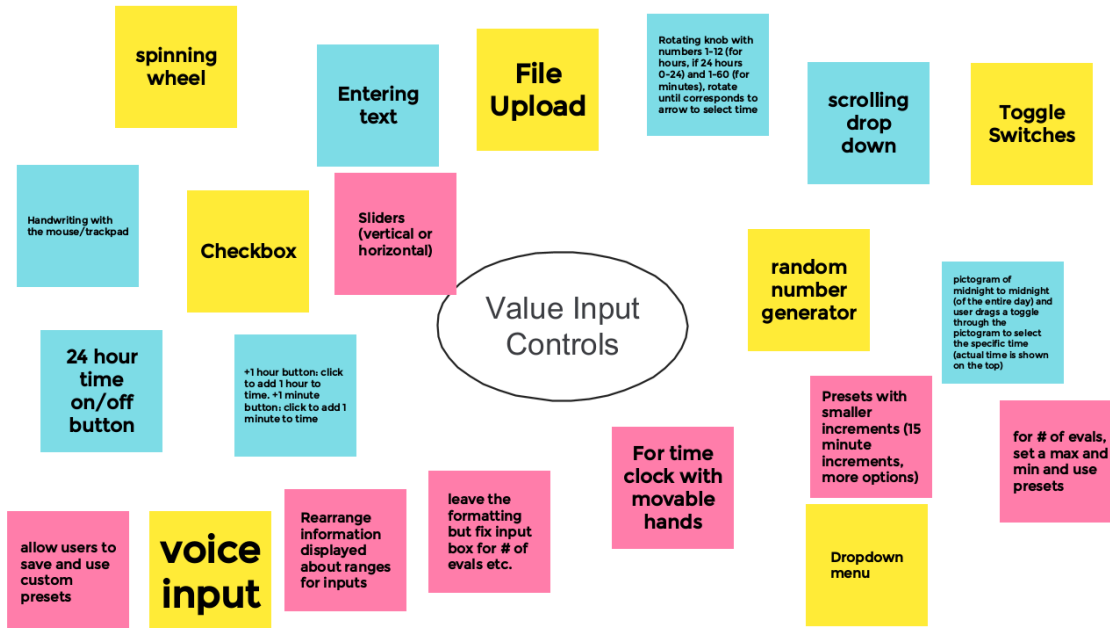 spinning
wheel
Entering
text
File
Upload
Rotating knob with
numbers 1-12 (for
hours, if 24 hours
0-24) and 1-60 (for
minutes), rotate
until corresponds to
arrow to select time
scrolling
drop
down
Toggle
Switches
Handwriting with
the mouse/trackpad
Checkbox
Sliders
(vertical or
horizontal)
Value Input
Controls
random
number
generator
pictogram of
midnight to midnight
(of the entire day) and
user drags a toggle
through the
pictogram to select
the specific time
(actual time is shown
on the top)
24 hour
time
on/off
button
+1 hour button: click
to add 1 hour to
time. +1 minute
button: click to add 1
minute to time
For time
clock with
movable
hands
Presets with
smaller
increments (15
minute
increments,
more options)
for # of evals,
set a max and
min and use
presets
allow users to
save and use
custom
presets
voice
input
Rearrange
information
displayed
about ranges
for inputs
leave the
formatting
but fix input
box for # of
evals etc.
Dropdown
menu